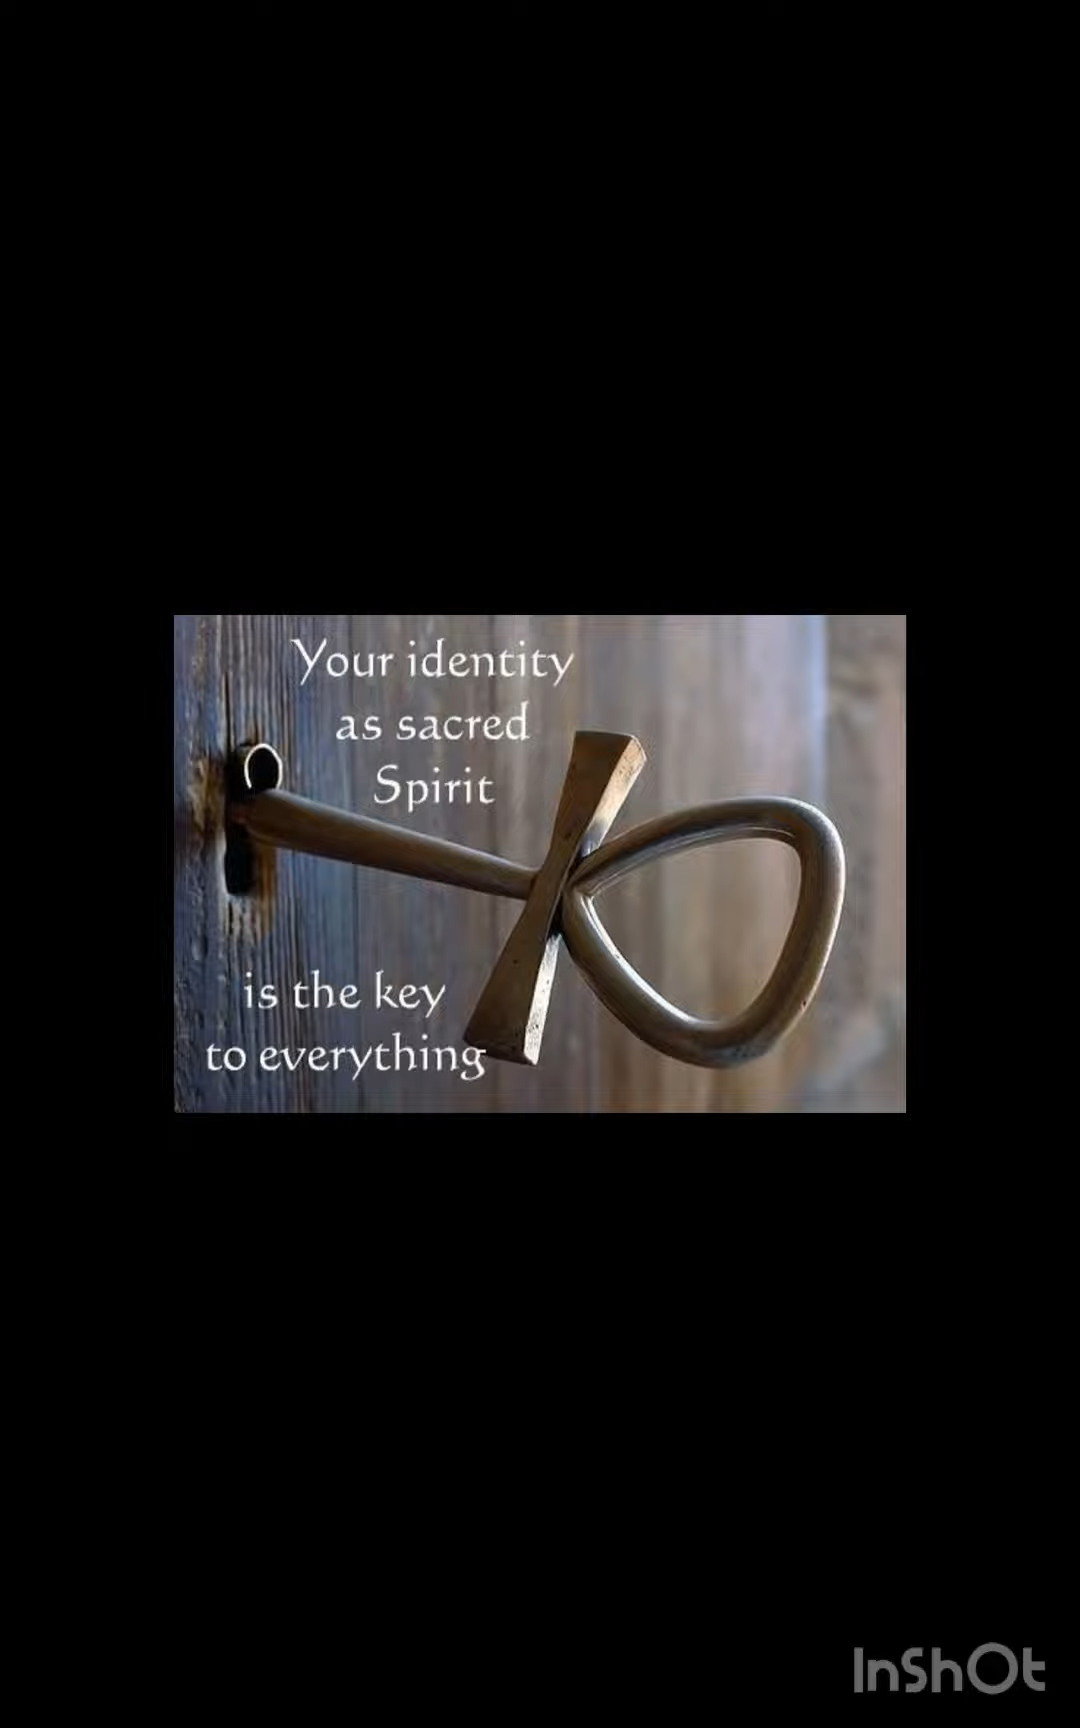 Your identity
as sacred
Spirit
is the key
to everything
InShOt